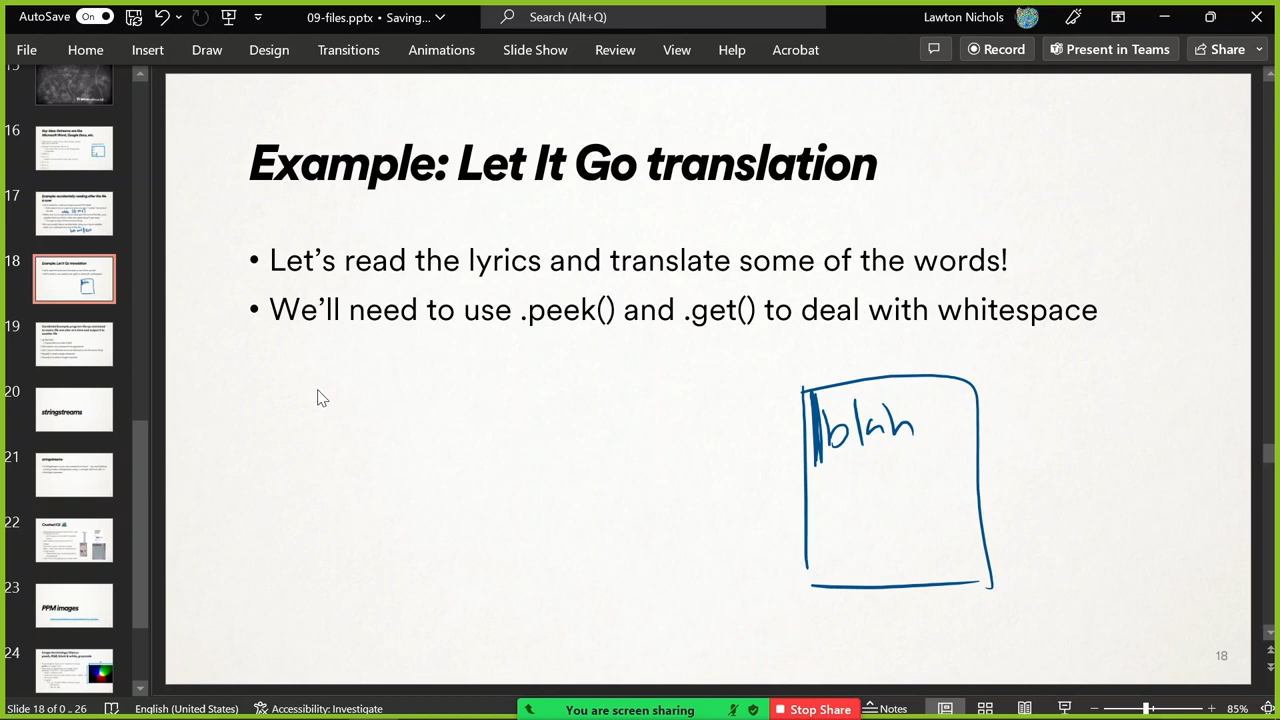 AutoSave On 09-files.pptx • Saving... Search (Alt+Q) Lawton Nichols
File Home Insert Draw Design Transitions Animations Slide Show Review View Help Acrobat Record Present in Teams Share
16
17
18
19
20
stringstreams
21
stringstreams
22
23
PPM images
24
Example: Let It Go translation
• Let's read the lyrics and translate some of the words!
• We'll need to use .peek() and .get() to deal with whitespace
blah
18
Slide 18 of 0 .. 26 English (United States) Accessibility: Investigate You are screen sharing Stop Share Notes 85%